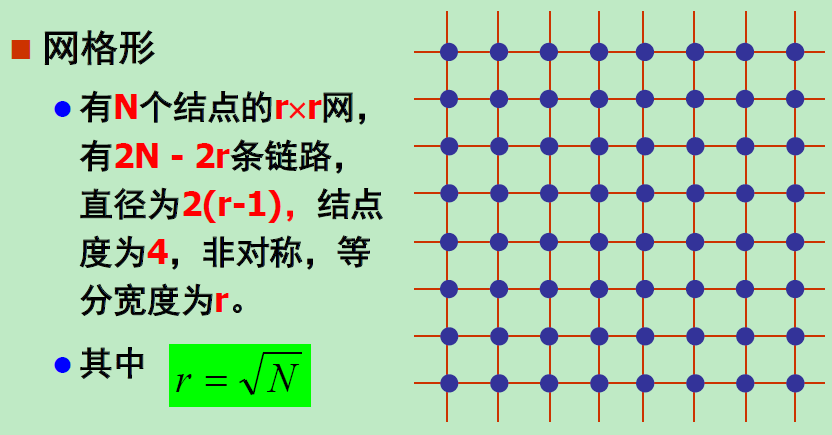 网格形
有N个结点的r×r网，
有2N - 2r条链路，
直径为2(r-1)，结点
度为4，非对称，等
分宽度为r。
其中 r = √N